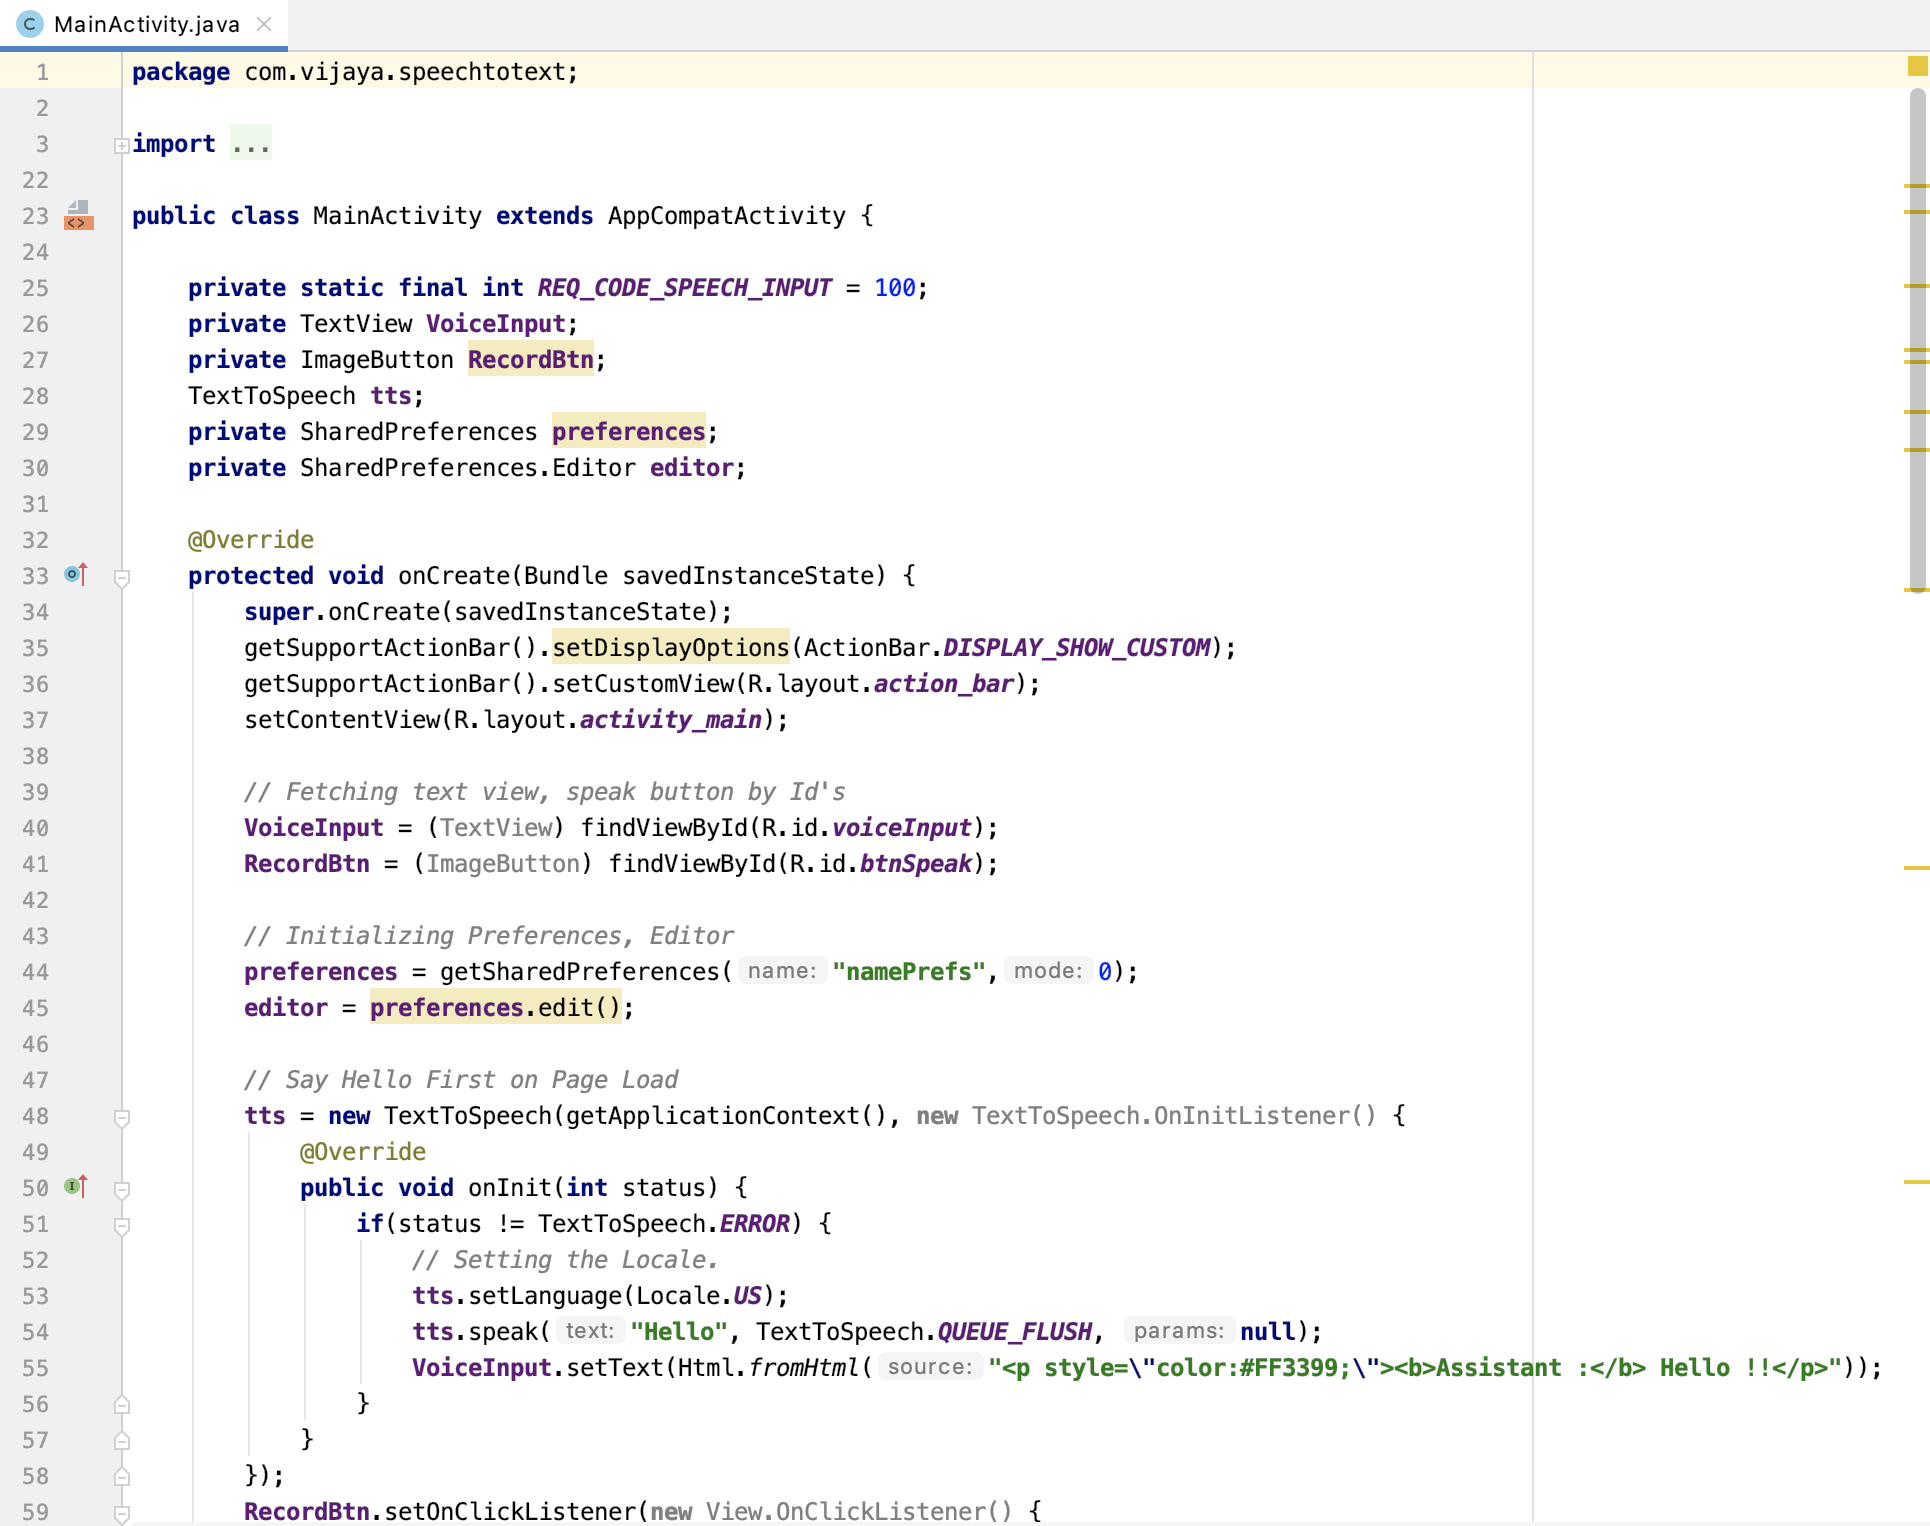 C MainActivity.java
1 package com.vijaya.speechtotext;
2
3 import ...
22
23 <> public class MainActivity extends AppCompatActivity {
24
25 private static final int REQ_CODE_SPEECH_INPUT = 100;
26 private TextView VoiceInput;
27 private ImageButton RecordBtn;
28 TextToSpeech tts;
29 private SharedPreferences preferences;
30 private SharedPreferences.Editor editor;
31
32 @Override
33 protected void onCreate(Bundle savedInstanceState) {
34 super.onCreate(savedInstanceState);
35 getSupportActionBar().setDisplayOptions(ActionBar.DISPLAY_SHOW_CUSTOM);
36 getSupportActionBar().setCustomView(R.layout.action_bar);
37 setContentView(R.layout.activity_main);
38
39 // Fetching text view, speak button by Id's
40 VoiceInput = (TextView) findViewById(R.id.voiceInput);
41 RecordBtn = (ImageButton) findViewById(R.id.btnSpeak);
42
43 // Initializing Preferences, Editor
44 preferences = getSharedPreferences( name: "namePrefs", mode: 0);
45 editor = preferences.edit();
46
47 // Say Hello First on Page Load
48 tts = new TextToSpeech(getApplicationContext(), new TextToSpeech.OnInitListener() {
49 @Override
50 public void onInit(int status) {
51 if(status != TextToSpeech.ERROR) {
52 // Setting the Locale.
53 tts.setLanguage(Locale.US);
54 tts.speak( text: "Hello", TextToSpeech.QUEUE_FLUSH, params: null);
55 VoiceInput.setText(Html.fromHtml( source: "<p style=\"color:#FF3399;\"><b>Assistant :</b> Hello !!</p>"));
56 }
57 }
58 });
59 RecordBtn.setOnClickListener(new View.OnClickListener() {